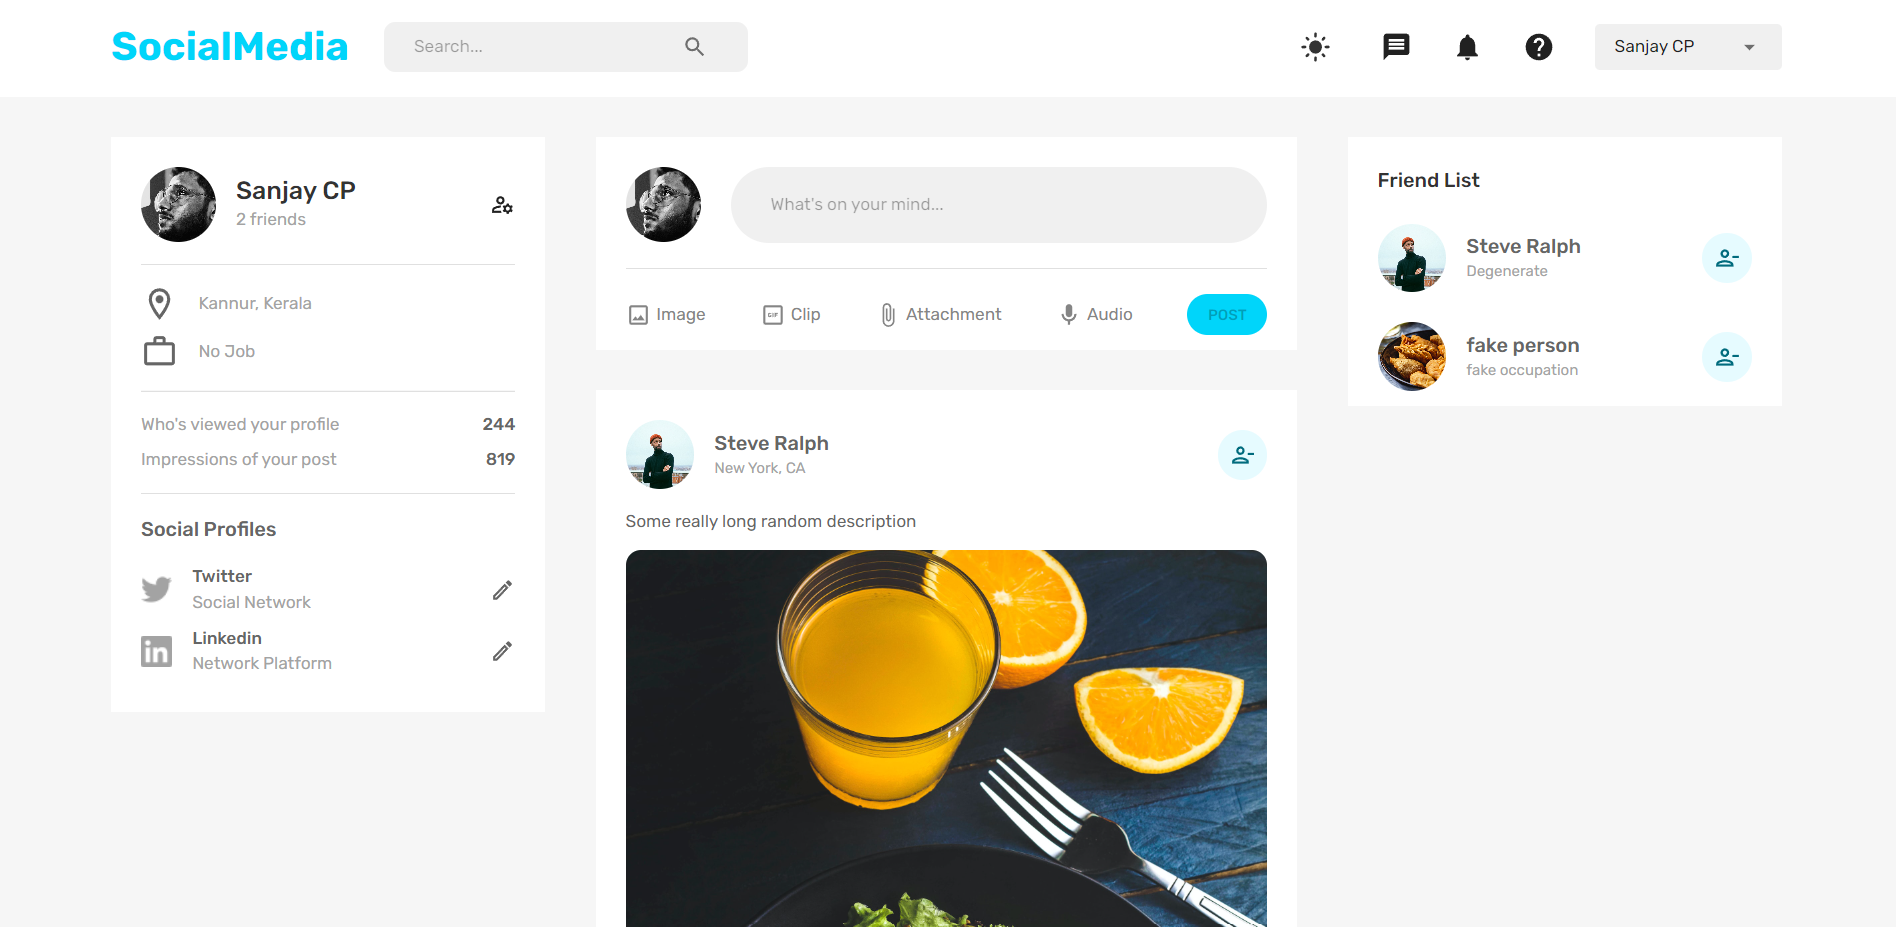 SocialMedia
Search...
Sanjay CP
Sanjay CP
2 friends
Kannur, Kerala
No Job
Who's viewed your profile 244
Impressions of your post 819
Social Profiles
Twitter
Social Network
Linkedin
Network Platform
What's on your mind...
Image GIF Clip Attachment Audio POST
Steve Ralph
New York, CA
Some really long random description
Friend List
Steve Ralph
Degenerate
fake person
fake occupation